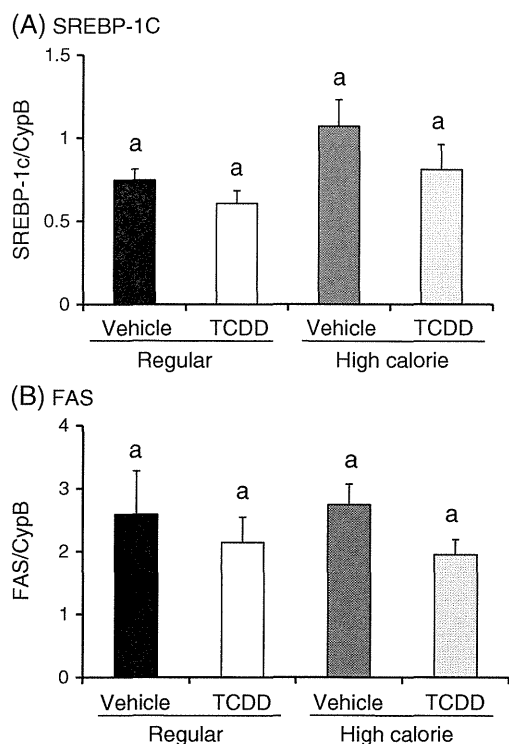 (A) SREBP-1C
1.5
a
a a
a
1
SREBP-1c/CypB
0.5
0
Vehicle TCDD Vehicle TCDD
Regular High calorie
(B) FAS
4
a a
a a
3
FAS/CypB
2
1
0
Vehicle TCDD Vehicle TCDD
Regular High calorie